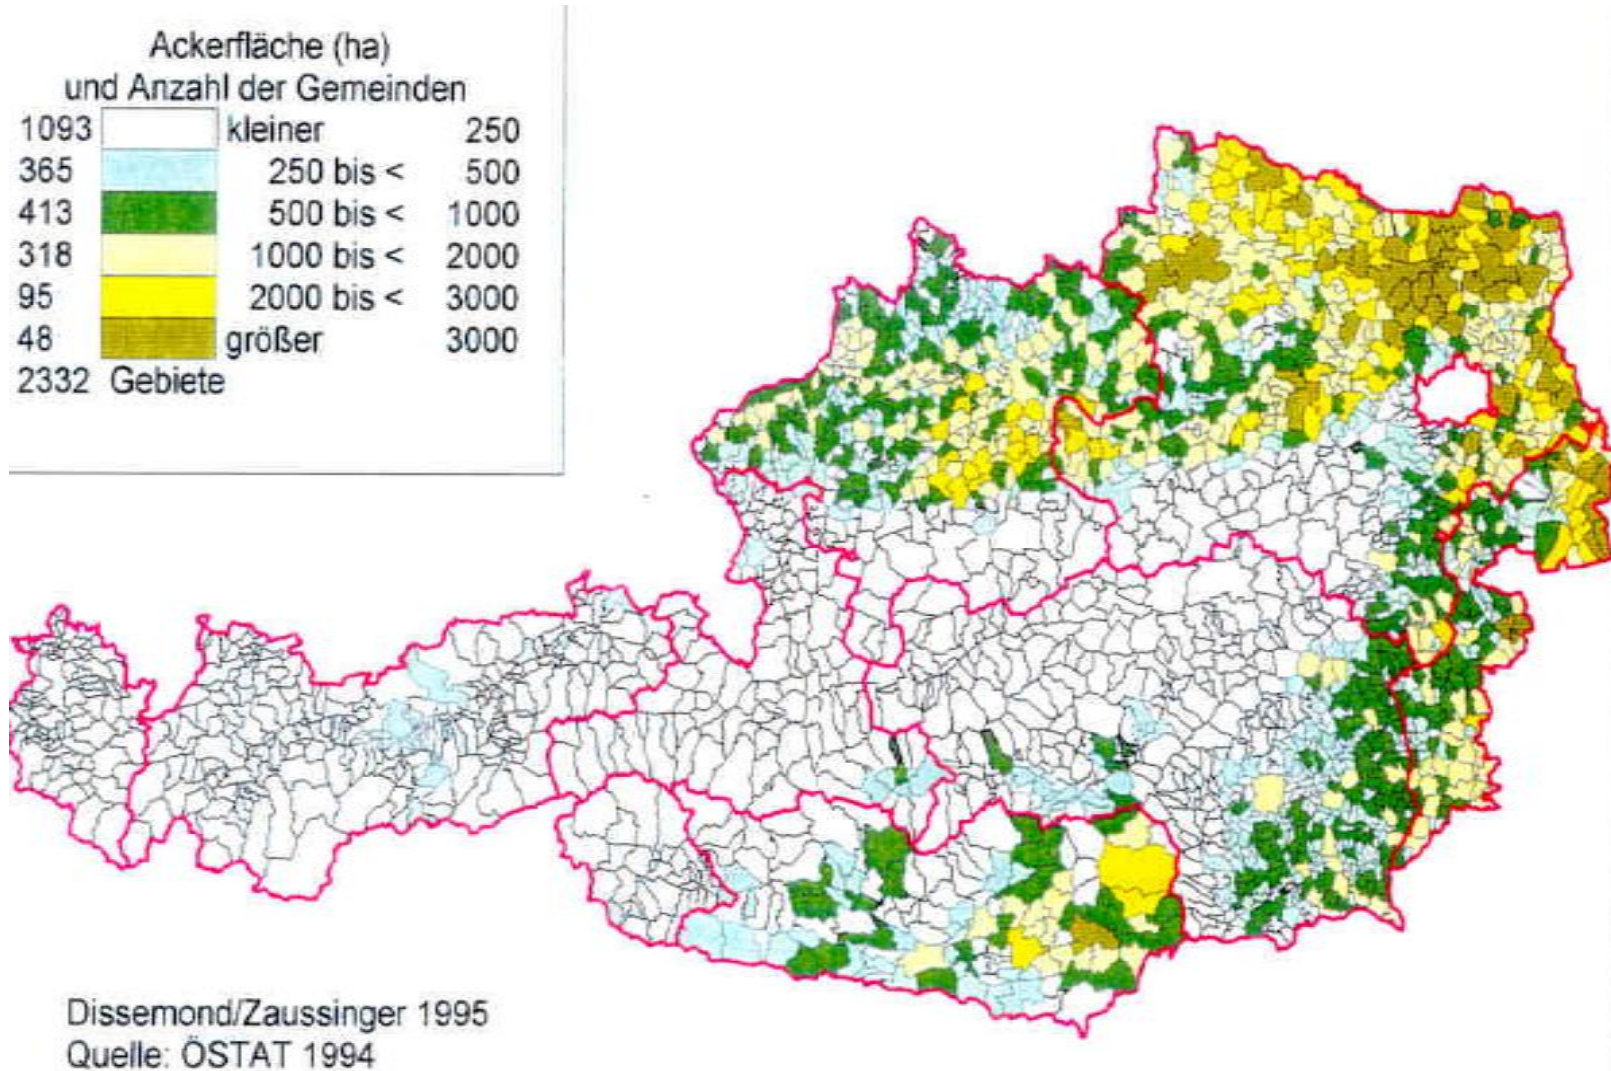 Ackerfläche (ha)
und Anzahl der Gemeinden
1093 kleiner 250
365 250 bis < 500
413 500 bis < 1000
318 1000 bis < 2000
95 2000 bis < 3000
48 größer 3000
2332 Gebiete
Dissemond/Zaussinger 1995
Quelle: ÖSTAT 1994